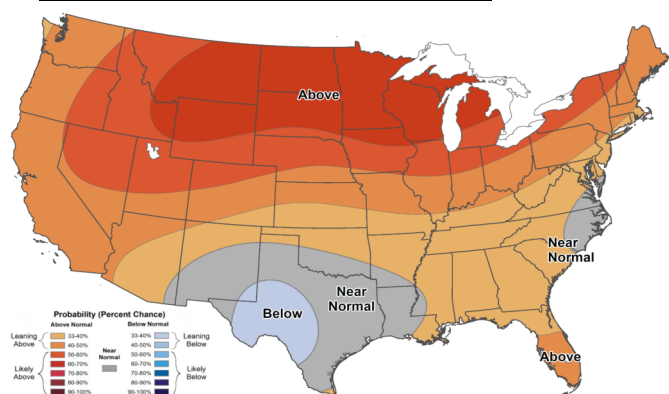 Above
Near
Normal
Near
Normal
Below
Above
Probability (Percent Chance)
Above Normal
Below Normal
Leaning
Above
33-40%
40-50%
50-60%
60-70%
70-80%
80-90%
90-100%
Likely
Above
Near
Normal
33-40%
40-50%
50-60%
60-70%
70-80%
80-90%
90-100%
Leaning
Below
Likely
Below